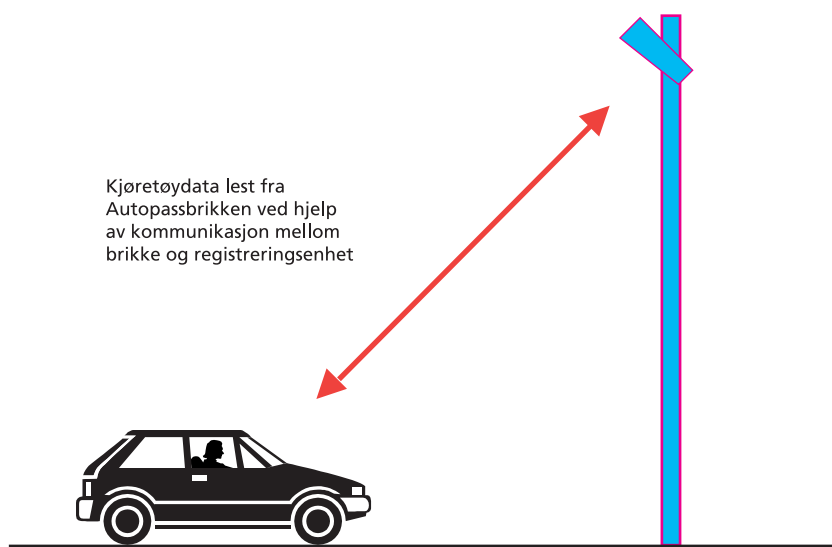 Kjøretøydata lest fra
Autopassbrikken ved hjelp
av kommunikasjon mellom
brikke og registreringsenhet